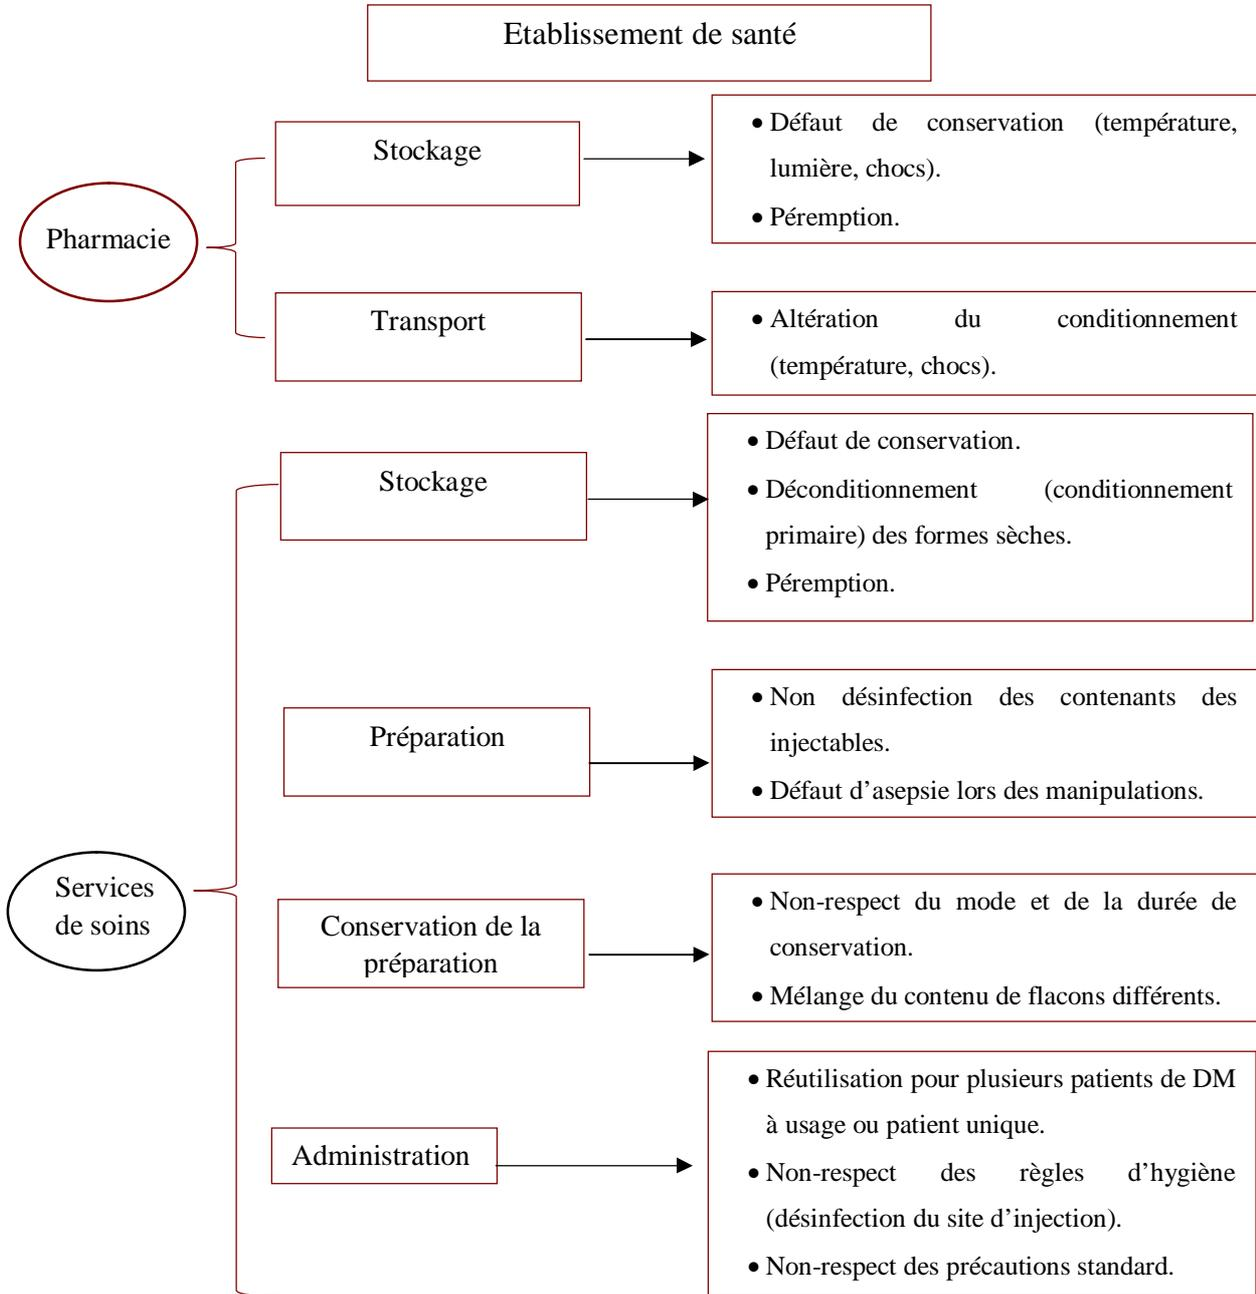 Etablissement de santé
Pharmacie
Stockage
• Défaut de conservation (température,
lumière, chocs).
• Péremption.
Transport
• Altération du conditionnement
(température, chocs).
Services
de soins
Stockage
• Défaut de conservation.
• Déconditionnement (conditionnement
primaire) des formes sèches.
• Péremption.
Préparation
• Non désinfection des contenants des
injectables.
• Défaut d’asepsie lors des manipulations.
Conservation de la
préparation
• Non-respect du mode et de la durée de
conservation.
• Mélange du contenu de flacons différents.
Administration
• Réutilisation pour plusieurs patients de DM
à usage ou patient unique.
• Non-respect des règles d’hygiène
(désinfection du site d’injection).
• Non-respect des précautions standard.